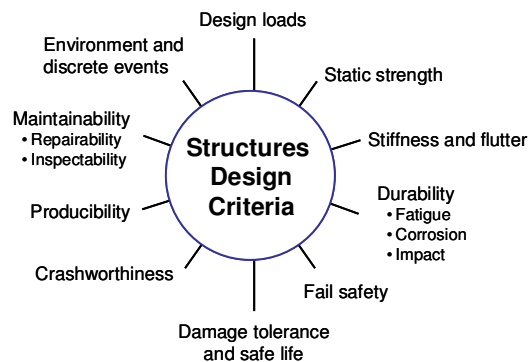 Design loads
Environment and
discrete events
Static strength
Maintainability
• Repairability
• Inspectability
Stiffness and flutter
Structures
Design
Criteria
Producibility
Durability
• Fatigue
• Corrosion
• Impact
Crashworthiness
Fail safety
Damage tolerance
and safe life